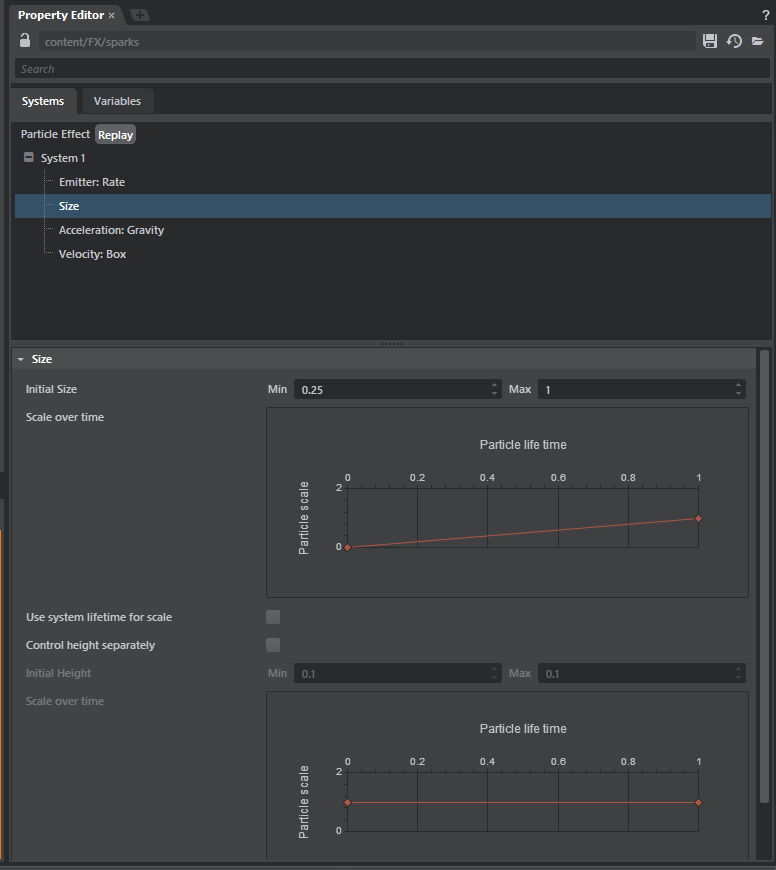 Property Editor ×
?
content/FX/sparks
Search
Systems Variables
Particle Effect Replay
System 1
Emitter: Rate
Size
Acceleration: Gravity
Velocity: Box
Size
Initial Size Min 0.25 Max 1
Scale over time
Particle life time
0 0.2 0.4 0.6 0.8 1
2
Particle scale
0
Use system lifetime for scale
Control height separately
Initial Height Min 0.1 Max 0.1
Scale over time
Particle life time
0 0.2 0.4 0.6 0.8 1
2
Particle scale
0